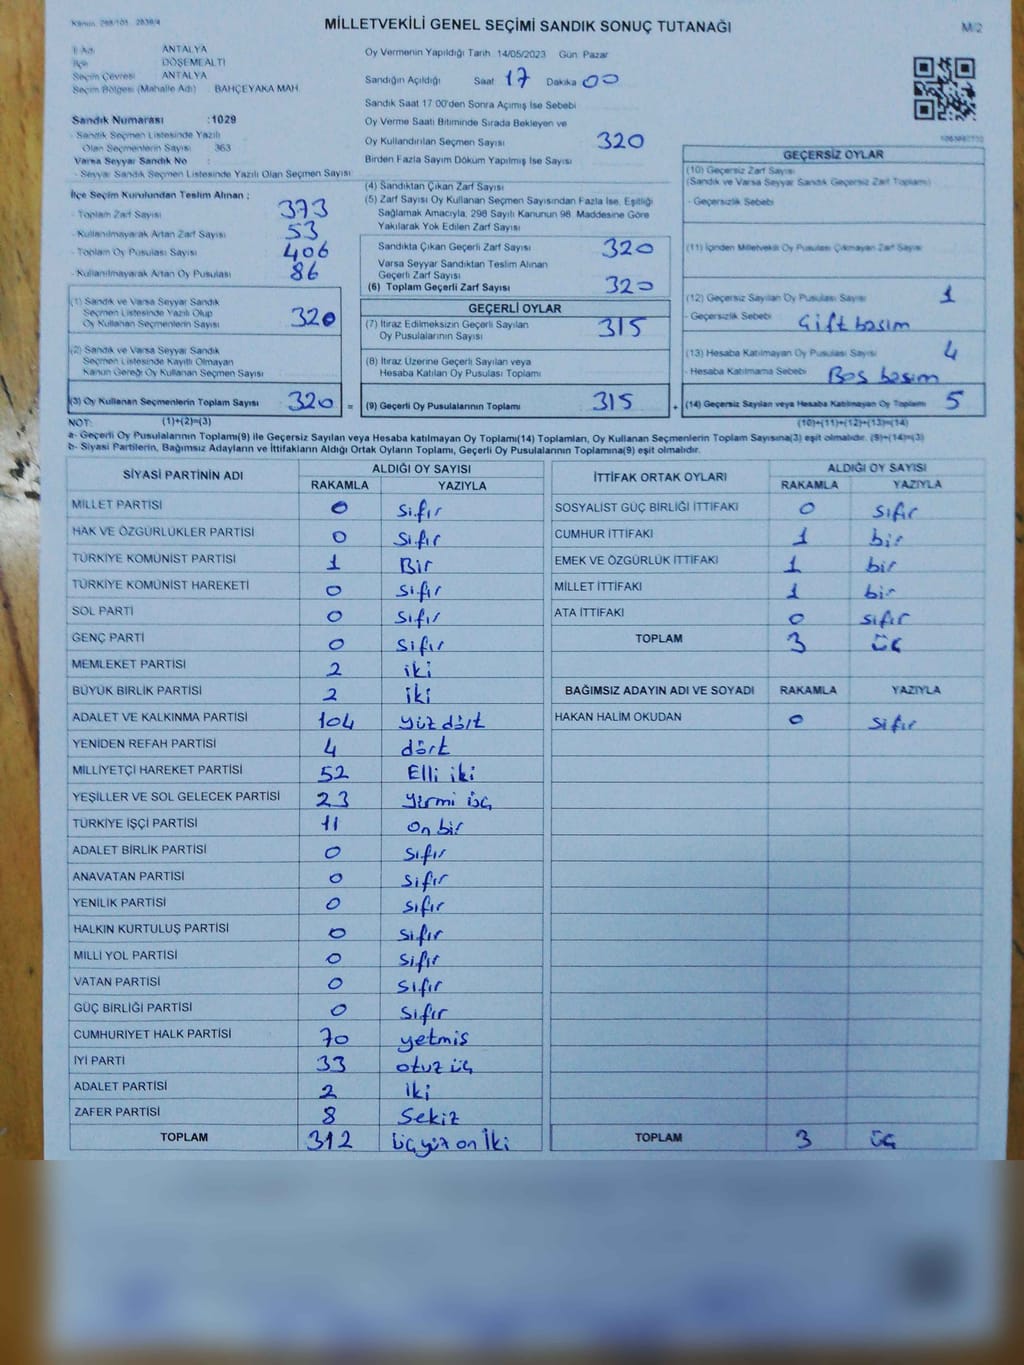 MİLLETVEKİLİ GENEL SEÇİMİ SANDIK SONUÇ TUTANAĞI
M/2
İl Adı ANTALYA
İlçe DÖŞEMEALTI
Seçim Çevresi ANTALYA
Seçim Bölgesi (Mahalle Adı) BAHÇEYAKA MAH
Sandık Numarası :1029
- Sandık Seçmen Listesinde Yazılı
Olan Seçmenlerin Sayısı 363
Varsa Seyyar Sandık No :
- Seyyar Sandık Seçmen Listesinde Yazılı Olan Seçmen Sayısı
İlçe Seçim Kurulundan Teslim Alınan :
- Toplam Zarf Sayısı 373
- Kullanılmayarak Artan Zarf Sayısı 53
- Toplam Oy Pusulası Sayısı 406
- Kullanılmayarak Artan Oy Pusulası 86
(1) Sandık ve Varsa Seyyar Sandık
Seçmen Listesinde Yazılı Olup
Oy Kullanan Seçmenlerin Sayısı 320
(2) Sandık ve Varsa Seyyar Sandık
Seçmen Listesinde Kayıtlı Olmayan
Kanun Gereği Oy Kullanan Seçmen Sayısı
(3) Oy Kullanan Seçmenlerin Toplam Sayısı 320 =
Oy Vermenin Yapıldığı Tarih 14/05/2023 Gün Pazar
Sandığın Açıldığı Saat 17 Dakika 00
Sandık Saat 17 00'den Sonra Açımış İse Sebebi
Oy Verme Saati Bitiminde Sırada Bekleyen ve
Oy Kullandırılan Seçmen Sayısı 320
Birden Fazla Sayım Döküm Yapılmış İse Sayısı
(4) Sandıktan Çıkan Zarf Sayısı
(5) Zarf Sayısı Oy Kullanan Seçmen Sayısından Fazla İse, Eşitliği
Sağlamak Amacıyla, 298 Sayılı Kanunun 98. Maddesine Göre
Yakılarak Yok Edilen Zarf Sayısı
Sandıkta Çıkan Geçerli Zarf Sayısı 320
Varsa Seyyar Sandıktan Teslim Alınan
Geçerli Zarf Sayısı
(6) Toplam Geçerli Zarf Sayısı 320
GEÇERLİ OYLAR
(7) İtiraz Edilmeksizin Geçerli Sayılan
Oy Pusulalarının Sayısı 315
(8) İtiraz Üzerine Geçerli Sayılan veya
Hesaba Katılan Oy Pusulası Toplamı
(9) Geçerli Oy Pusulalarının Toplamı 315 +
GEÇERSİZ OYLAR
(10) Geçersiz Zarf Sayısı
(Sandık ve Varsa Seyyar Sandık Geçersiz Zarf Toplamı)
- Geçersizlik Sebebi
(11) İçinden Milletvekili Oy Pusulası Çıkmayan Zarf Sayısı
(12) Geçersiz Sayılan Oy Pusulası Sayısı 1
- Geçersizlik Sebebi Çift basım
(13) Hesaba Katılmayan Oy Pusulası Sayısı 4
- Hesaba Katılmama Sebebi Bos basım
(14) Geçersiz Sayılan veya Hesaba Katılmayan Oy Toplamı 5
NOT: (1)+(2)=(3) (10)+(11)+(12)+(13)=(14)
a- Geçerli Oy Pusulalarının Toplamı(9) ile Geçersiz Sayılan veya Hesaba katılmayan Oy Toplamı(14) Toplamları, Oy Kullanan Seçmenlerin Toplam Sayısına(3) eşit olmalıdır. (9)+(14)=(3)
b- Siyasi Partilerin, Bağımsız Adayların ve İttifakların Aldığı Ortak Oyların Toplamı, Geçerli Oy Pusulalarının Toplamına(9) eşit olmalıdır.
SİYASİ PARTİNİN ADI ALDIĞI OY SAYISI
RAKAMLA YAZIYLA
MİLLET PARTİSİ 0 sıfır
HAK VE ÖZGÜRLÜKLER PARTİSİ 0 sıfır
TÜRKİYE KOMÜNİST PARTİSİ 1 Bir
TÜRKİYE KOMÜNİST HAREKETİ 0 sıfır
SOL PARTİ 0 sıfır
GENÇ PARTİ 0 sıfır
MEMLEKET PARTİSİ 2 iki
BÜYÜK BİRLİK PARTİSİ 2 iki
ADALET VE KALKINMA PARTİSİ 104 yüz dört
YENİDEN REFAH PARTİSİ 4 dört
MİLLİYETÇİ HAREKET PARTİSİ 52 Elli iki
YEŞİLLER VE SOL GELECEK PARTİSİ 23 yirmi üç
TÜRKİYE İŞÇİ PARTİSİ 11 on bir
ADALET BİRLİK PARTİSİ 0 sıfır
ANAVATAN PARTİSİ 0 sıfır
YENİLİK PARTİSİ 0 sıfır
HALKIN KURTULUŞ PARTİSİ 0 sıfır
MİLLİ YOL PARTİSİ 0 sıfır
VATAN PARTİSİ 0 sıfır
GÜÇ BİRLİĞİ PARTİSİ 0 sıfır
CUMHURİYET HALK PARTİSİ 70 yetmis
İYİ PARTİ 33 otuz üç
ADALET PARTİSİ 2 iki
ZAFER PARTİSİ 8 sekiz
TOPLAM 312 üç yüz on iki
İTTİFAK ORTAK OYLARI ALDIĞI OY SAYISI
RAKAMLA YAZIYLA
SOSYALİST GÜÇ BİRLİĞİ İTTİFAKI 0 sıfır
CUMHUR İTTİFAKI 1 bir
EMEK VE ÖZGÜRLÜK İTTİFAKI 1 bir
MİLLET İTTİFAKI 1 bir
ATA İTTİFAKI 0 sıfır
TOPLAM 3 üç
BAĞIMSIZ ADAYIN ADI VE SOYADI RAKAMLA YAZIYLA
HAKAN HALİM OKUDAN 0 sıfır
TOPLAM 3 üç